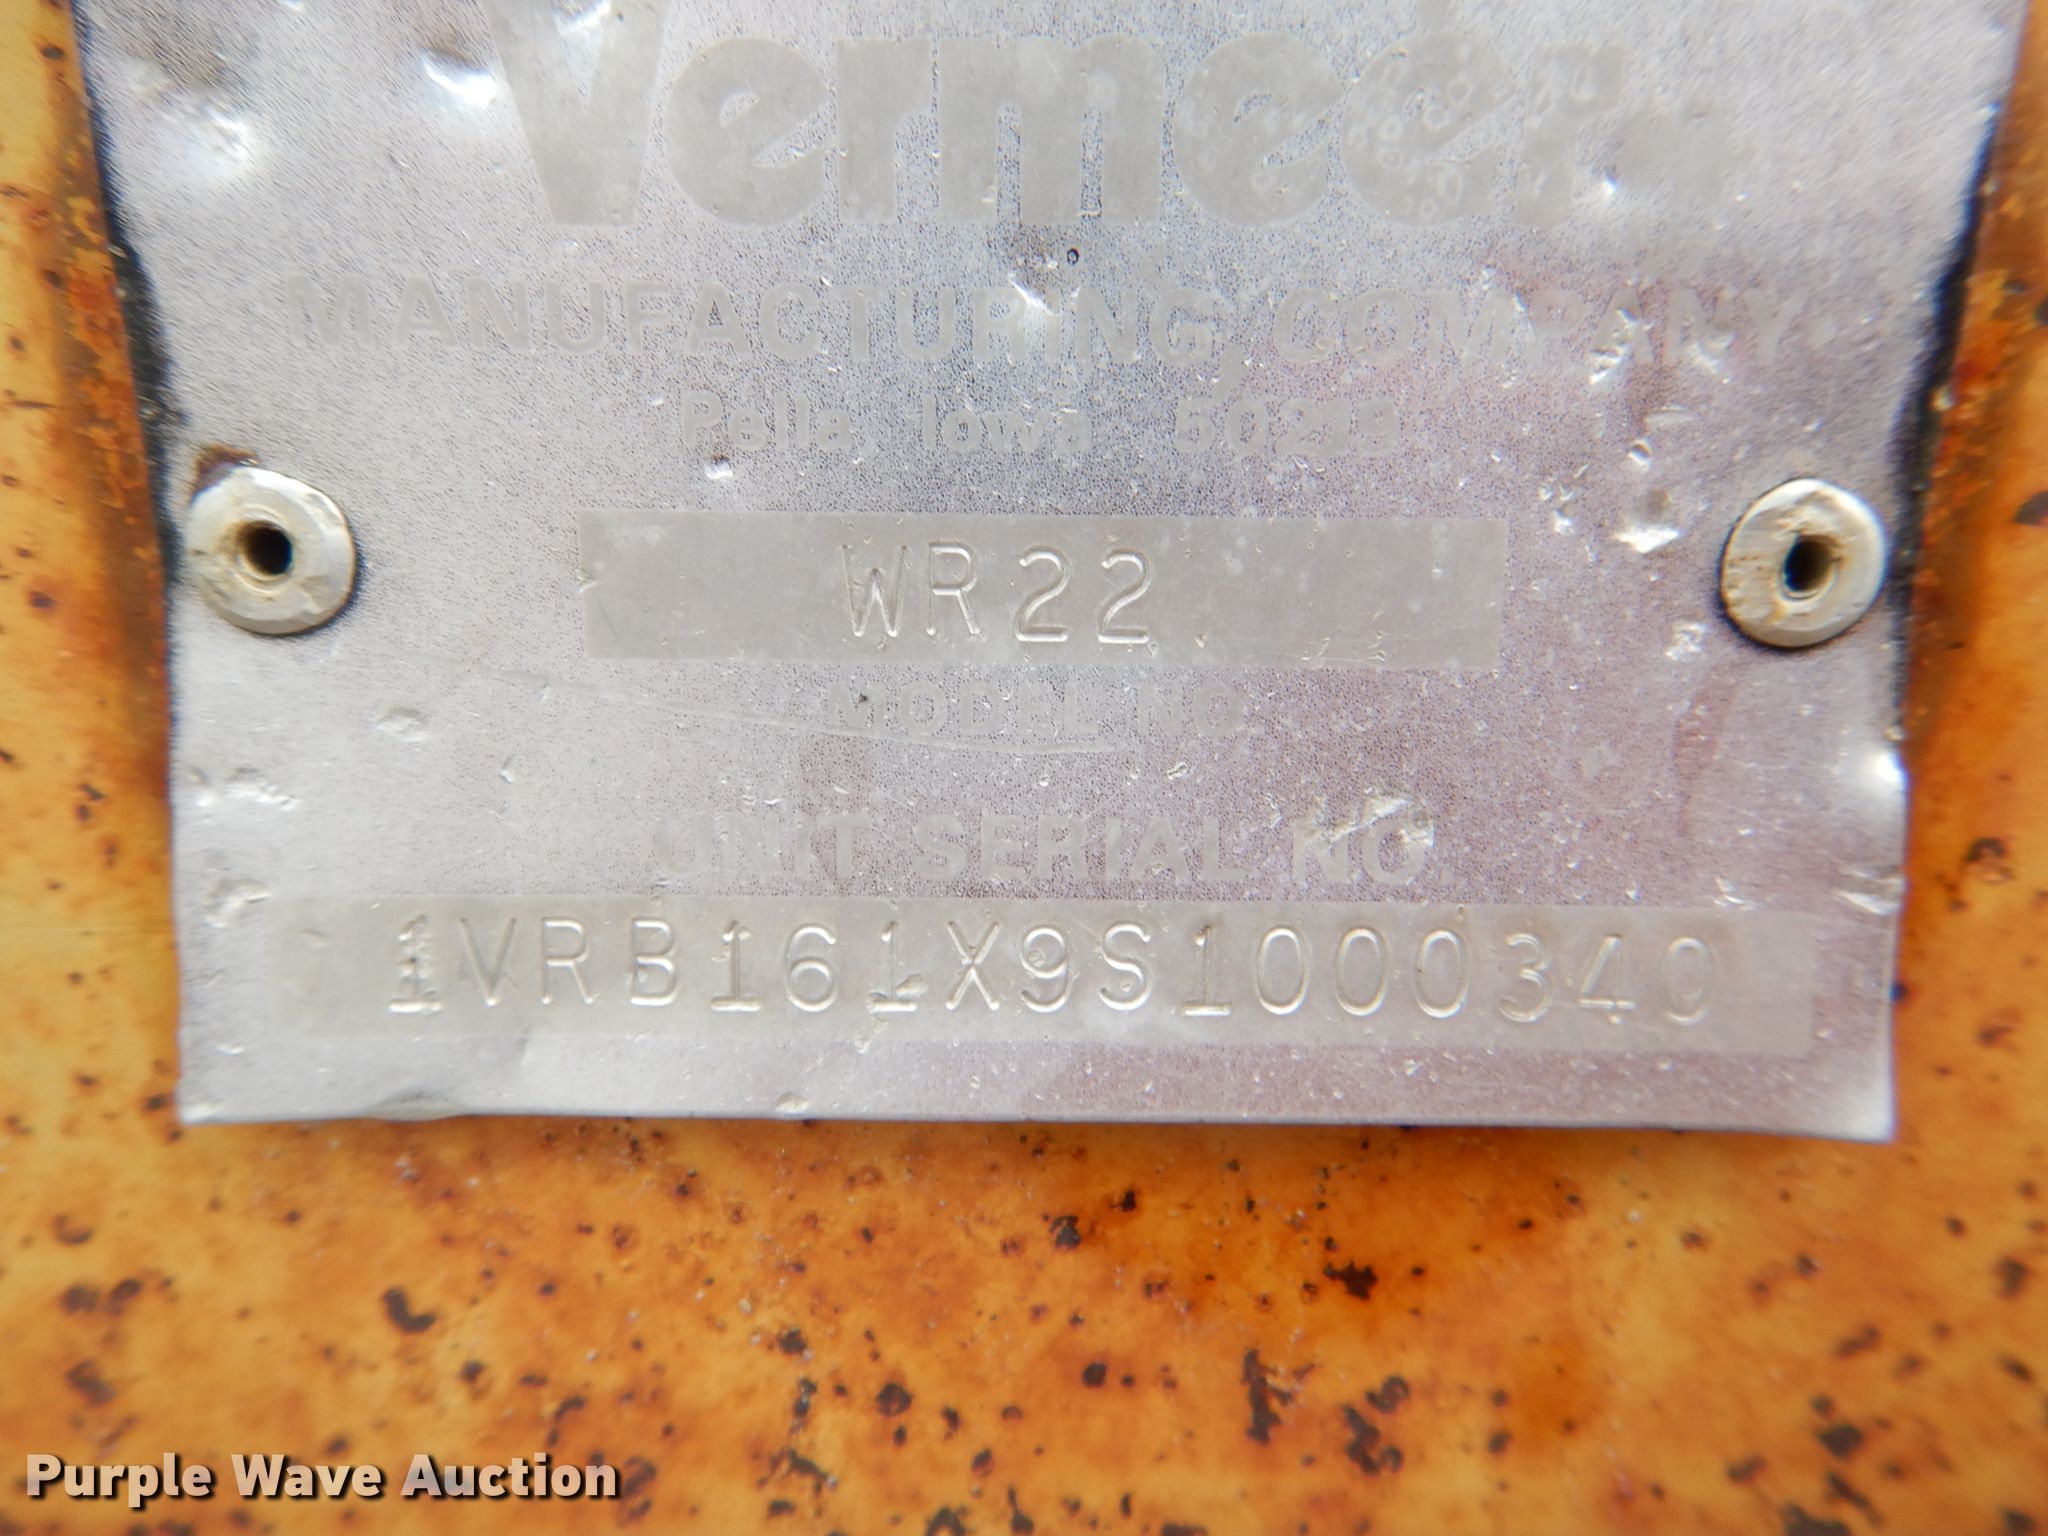 Vermeer
MANUFACTURING COMPANY
Pella, Iowa 50219
WR22
MODEL NO.
UNIT SERIAL NO.
1VRB161X9S1000340
Purple Wave Auction